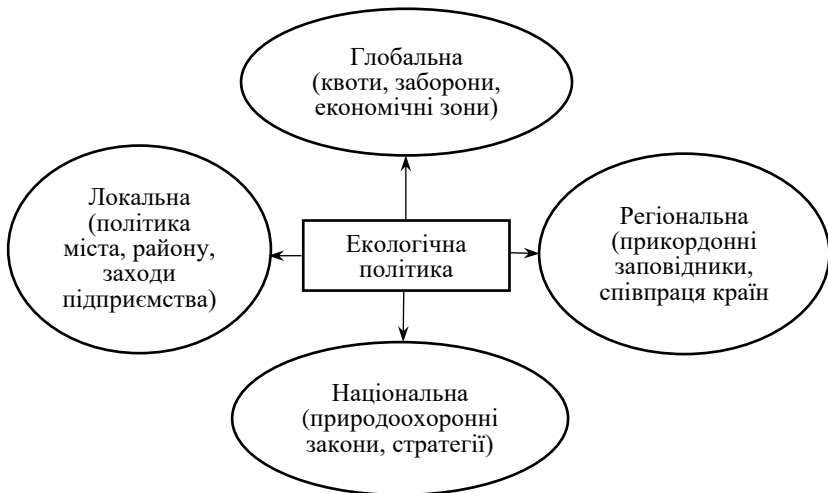 Глобальна
(квоти, заборони,
економічні зони)
Локальна
(політика
міста, району,
заходи
підприємства)
Екологічна
політика
Регіональна
(прикордонні
заповідники,
співпраця країн
Національна
(природоохоронні
закони, стратегії)